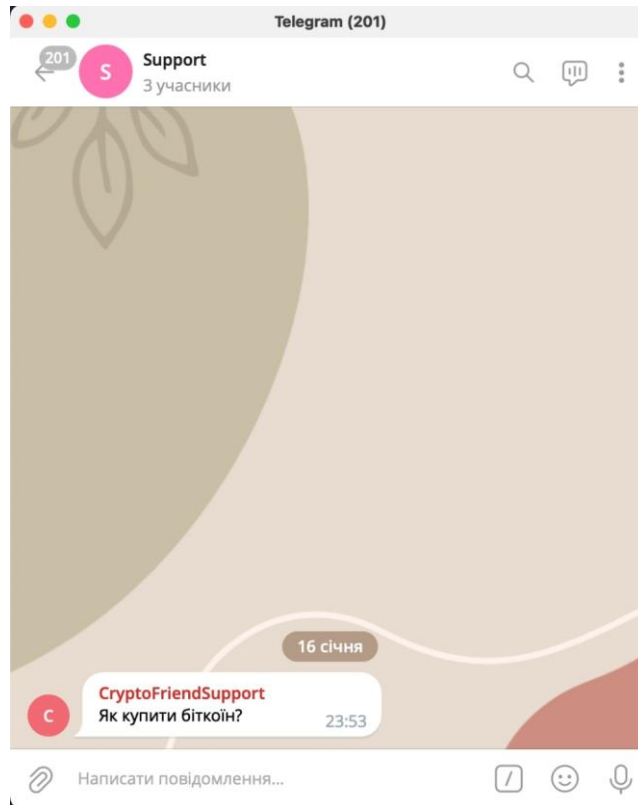 Telegram (201)
201
S
Support
3 учасники
16 січня
C
CryptoFriendSupport
Як купити біткоїн?
23:53
Написати повідомлення...
/